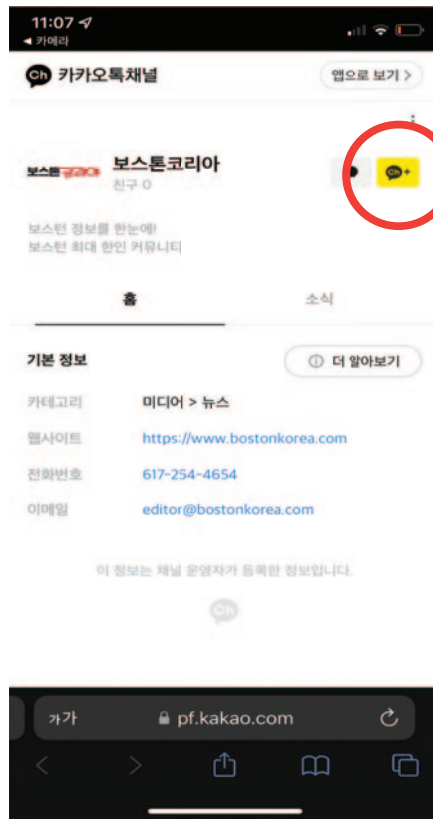 11:07
◀ 카메라
Ch 카카오톡채널
앱으로 보기 >
보스톤코리아
보스톤코리아
친구 0
Ch+
보스턴 정보를 한눈에!
보스턴 최대 한인 커뮤니티
홈
소식
기본 정보
더 알아보기
카테고리 미디어 > 뉴스
웹사이트 https://www.bostonkorea.com
전화번호 617-254-4654
이메일 editor@bostonkorea.com
이 정보는 채널 운영자가 등록한 정보입니다.
Ch
가가 pf.kakao.com